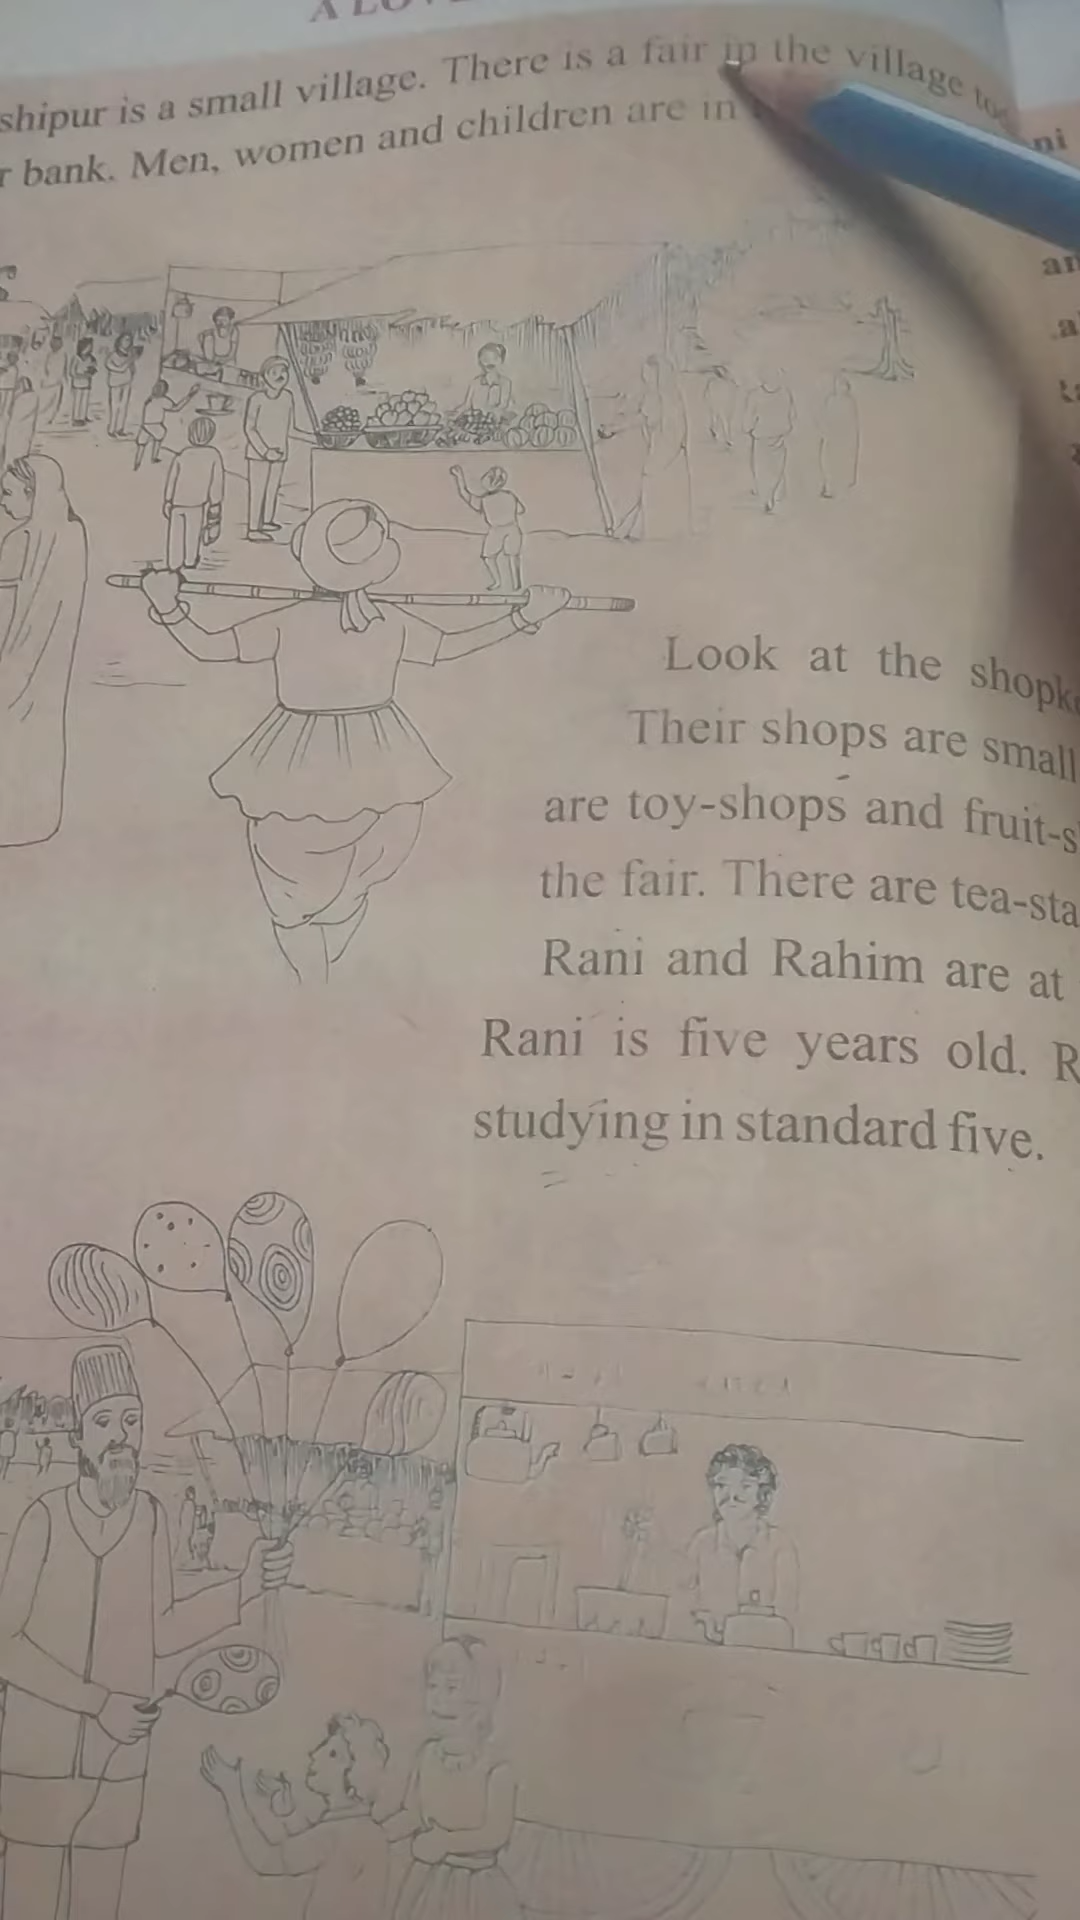 A LOVE
shipur is a small village. There is a fair in the village
r bank. Men, women and children are in
ni
Look at the shopk
Their shops are small
are toy-shops and fruit-s
the fair. There are tea-sta
Rani and Rahim are at
Rani is five years old. R
studying in standard five.